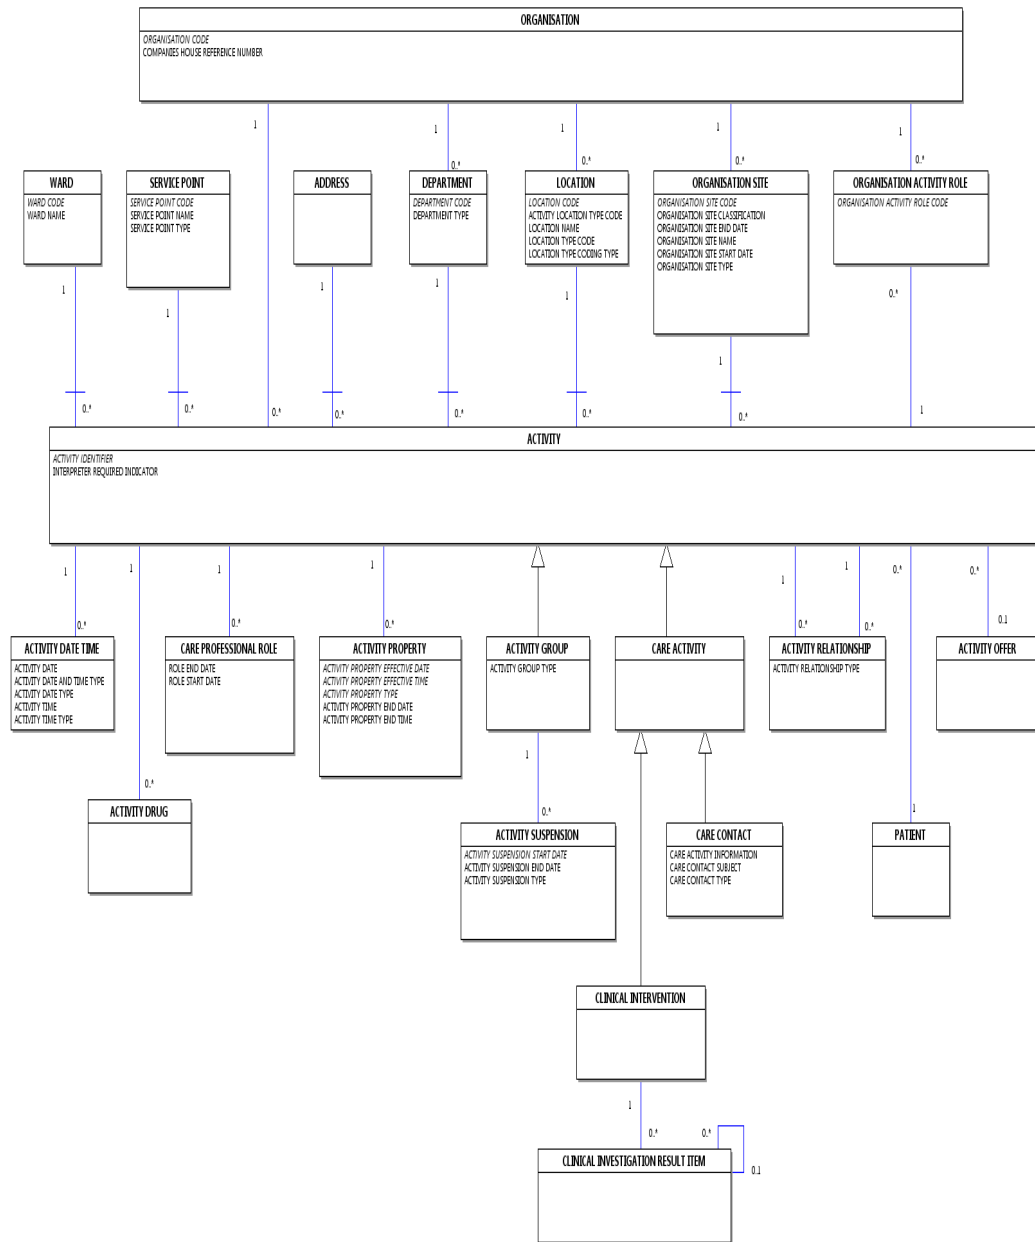 ORGANISATION
ORGANISATION CODE
COMPANIES HOUSE REFERENCE NUMBER
1
1
1
1
1
0..*
0..*
0..*
0..*
WARD
WARD CODE
WARD NAME
SERVICE POINT
SERVICE POINT CODE
SERVICE POINT NAME
SERVICE POINT TYPE
ADDRESS
DEPARTMENT
DEPARTMENT CODE
DEPARTMENT TYPE
LOCATION
LOCATION CODE
ACTIVITY LOCATION TYPE CODE
LOCATION NAME
LOCATION TYPE CODE
LOCATION TYPE CODING TYPE
ORGANISATION SITE
ORGANISATION SITE CODE
ORGANISATION SITE CLASSIFICATION
ORGANISATION SITE END DATE
ORGANISATION SITE NAME
ORGANISATION SITE START DATE
ORGANISATION SITE TYPE
ORGANISATION ACTIVITY ROLE
ORGANISATION ACTIVITY ROLE CODE
1
1
1
1
1
1
0..*
0..*
0..*
0..*
0..*
0..*
0..*
0..*
1
ACTIVITY
ACTIVITY IDENTIFIER
INTERPRETER REQUIRED INDICATOR
1
1
1
1
1
1
0..*
0..*
0..*
0..*
0..*
0..*
0..*
0.1
ACTIVITY DATE TIME
ACTIVITY DATE
ACTIVITY DATE AND TIME TYPE
ACTIVITY DATE TYPE
ACTIVITY TIME
ACTIVITY TIME TYPE
CARE PROFESSIONAL ROLE
ROLE END DATE
ROLE START DATE
ACTIVITY PROPERTY
ACTIVITY PROPERTY EFFECTIVE DATE
ACTIVITY PROPERTY EFFECTIVE TIME
ACTIVITY PROPERTY TYPE
ACTIVITY PROPERTY END DATE
ACTIVITY PROPERTY END TIME
ACTIVITY GROUP
ACTIVITY GROUP TYPE
CARE ACTIVITY
ACTIVITY RELATIONSHIP
ACTIVITY RELATIONSHIP TYPE
ACTIVITY OFFER
0..*
1
0..*
1
ACTIVITY DRUG
ACTIVITY SUSPENSION
ACTIVITY SUSPENSION START DATE
ACTIVITY SUSPENSION END DATE
ACTIVITY SUSPENSION TYPE
CARE CONTACT
CARE ACTIVITY INFORMATION
CARE CONTACT SUBJECT
CARE CONTACT TYPE
PATIENT
CLINICAL INTERVENTION
1
0..*
0..*
0.1
CLINICAL INVESTIGATION RESULT ITEM